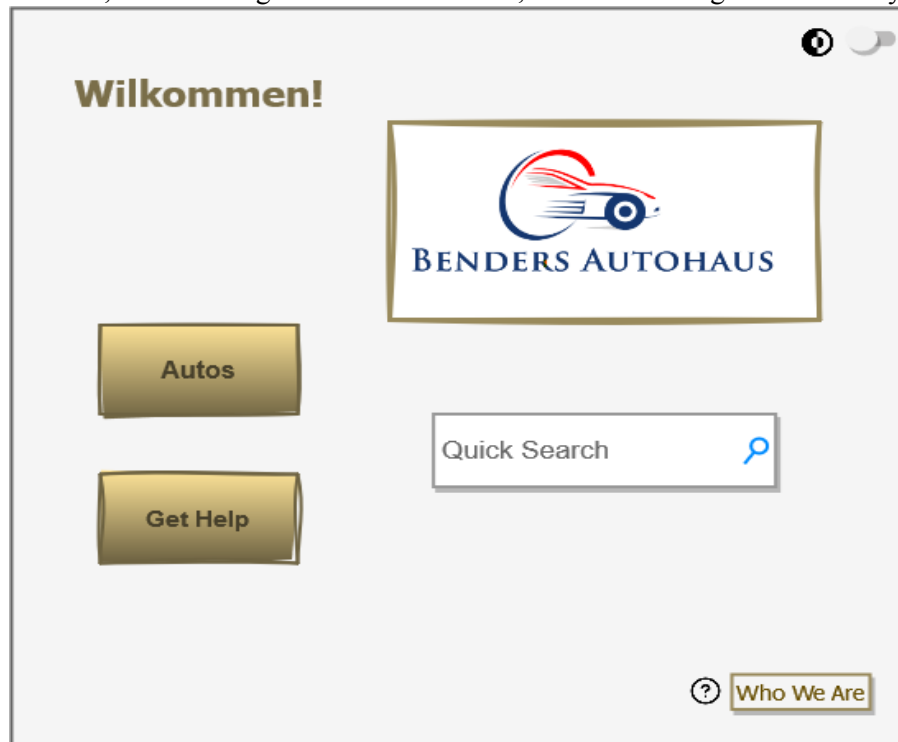 Wilkommen!
BENDERS AUTOHAUS
Autos
Quick Search
Get Help
Who We Are